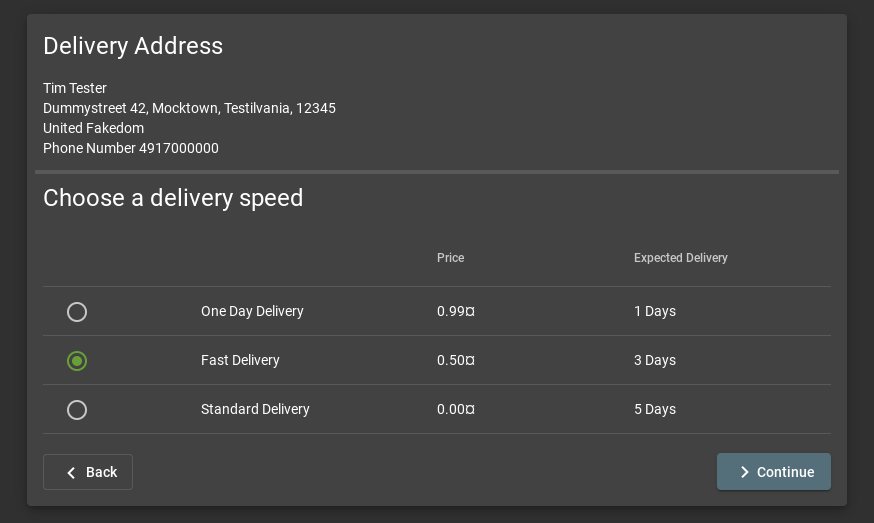 Delivery Address
Tim Tester
Dummystreet 42, Mocktown, Testilvania, 12345
United Fakedom
Phone Number 4917000000
Choose a delivery speed
Price Expected Delivery
One Day Delivery 0.99¤ 1 Days
Fast Delivery 0.50¤ 3 Days
Standard Delivery 0.00¤ 5 Days
Back Continue